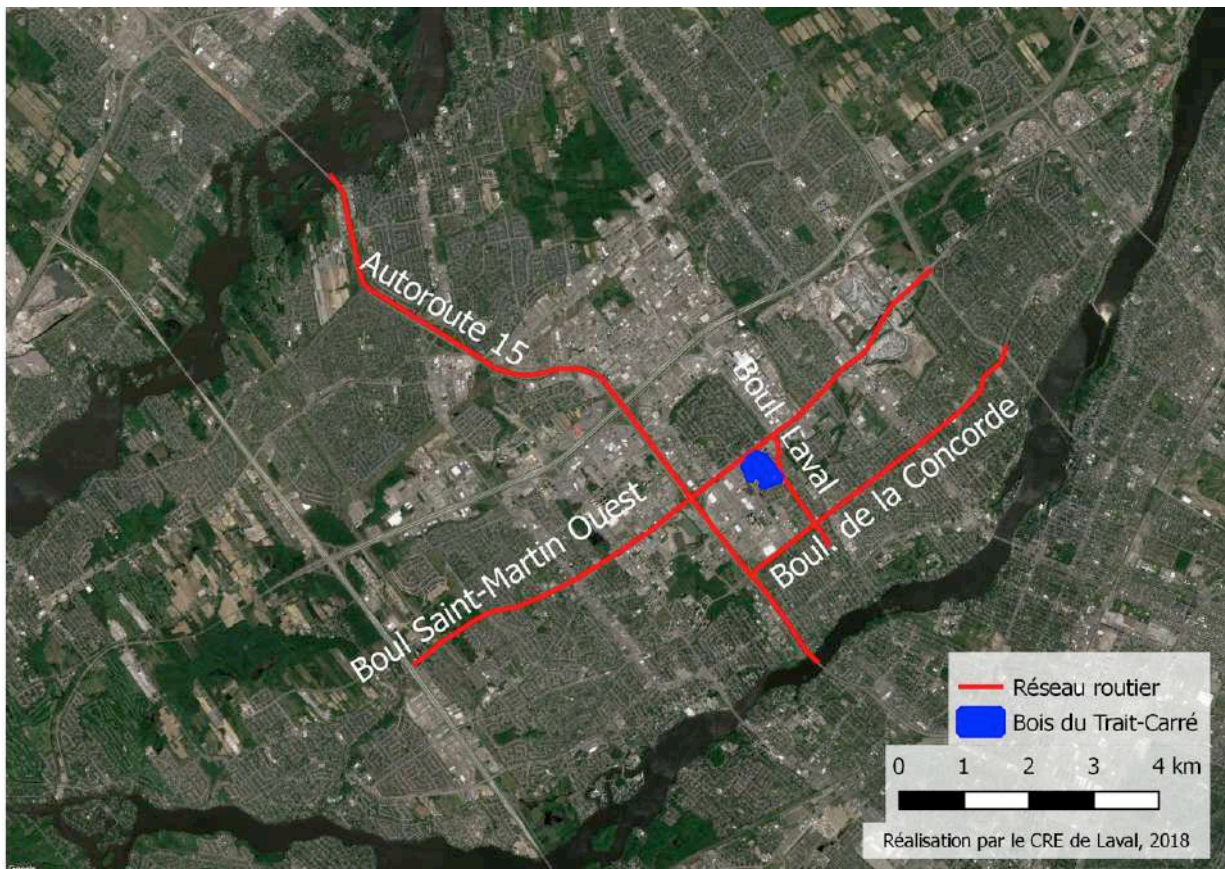 Autoroute 15
Boul. Laval
Boul Saint-Martin Ouest
Boul. de la Concorde
Réseau routier
Bois du Trait-Carré
0 1 2 3 4 km
Réalisation par le CRE de Laval, 2018